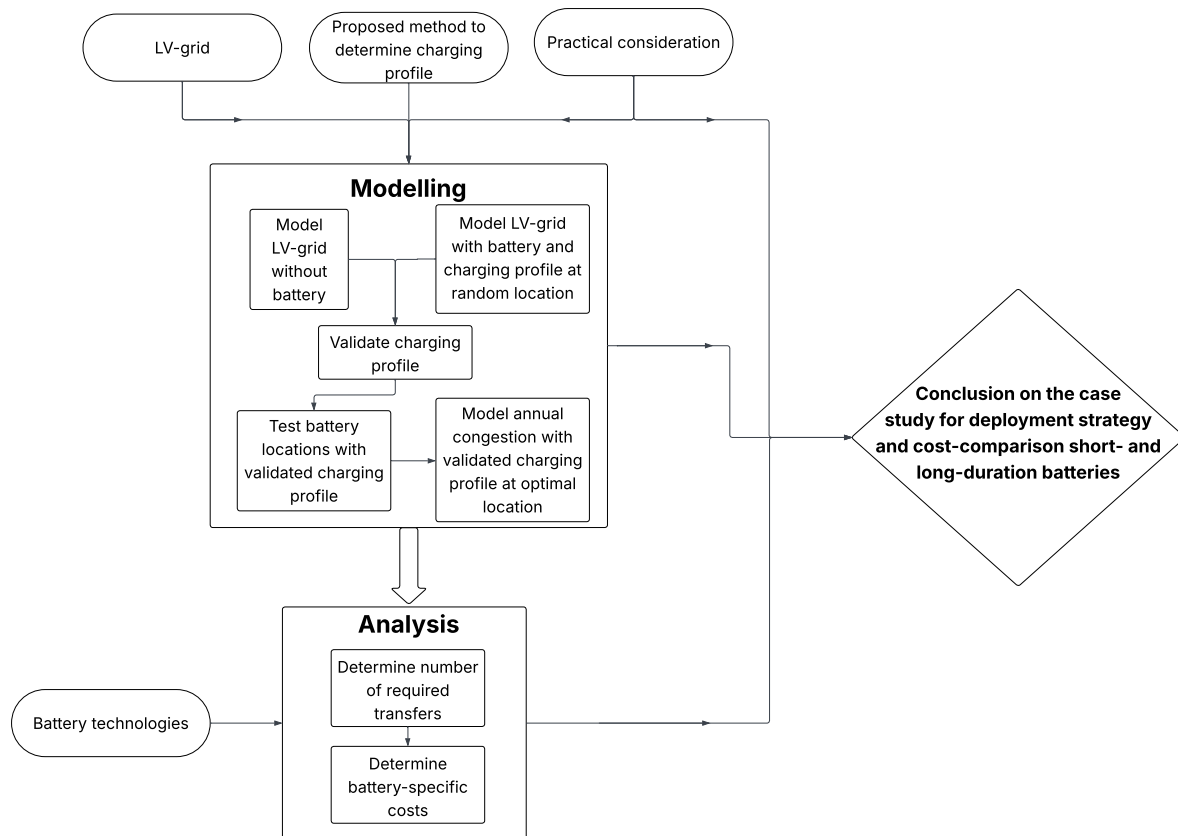 LV-grid
Proposed method to
determine charging
profile
Practical consideration
Modelling
Model
LV-grid
without
battery
Model LV-grid
with battery and
charging profile at
random location
Validate charging
profile
Test battery
locations with
validated charging
profile
Model annual
congestion with
validated charging
profile at optimal
location
Conclusion on the case
study for deployment strategy
and cost-comparison short- and
long-duration batteries
Analysis
Determine number
of required
transfers
Battery technologies
Determine
battery-specific
costs